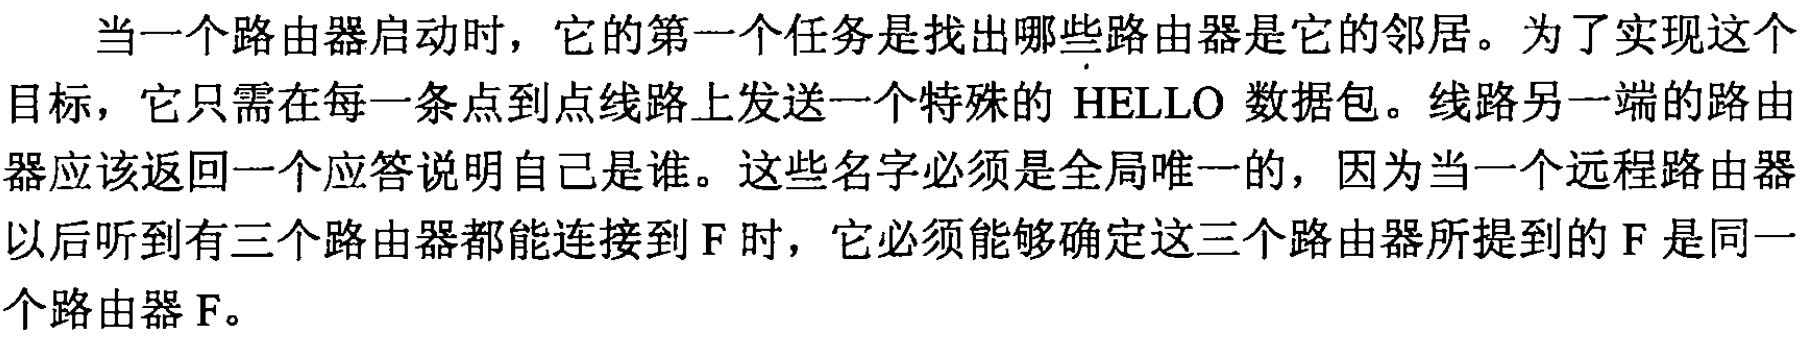 当一个路由器启动时，它的第一个任务是找出哪些路由器是它的邻居。为了实现这个
目标，它只需在每一条点到点线路上发送一个特殊的 HELLO 数据包。线路另一端的路由
器应该返回一个应答说明自己是谁。这些名字必须是全局唯一的，因为当一个远程路由器
以后听到有三个路由器都能连接到 F 时，它必须能够确定这三个路由器所提到的 F 是同一
个路由器 F。